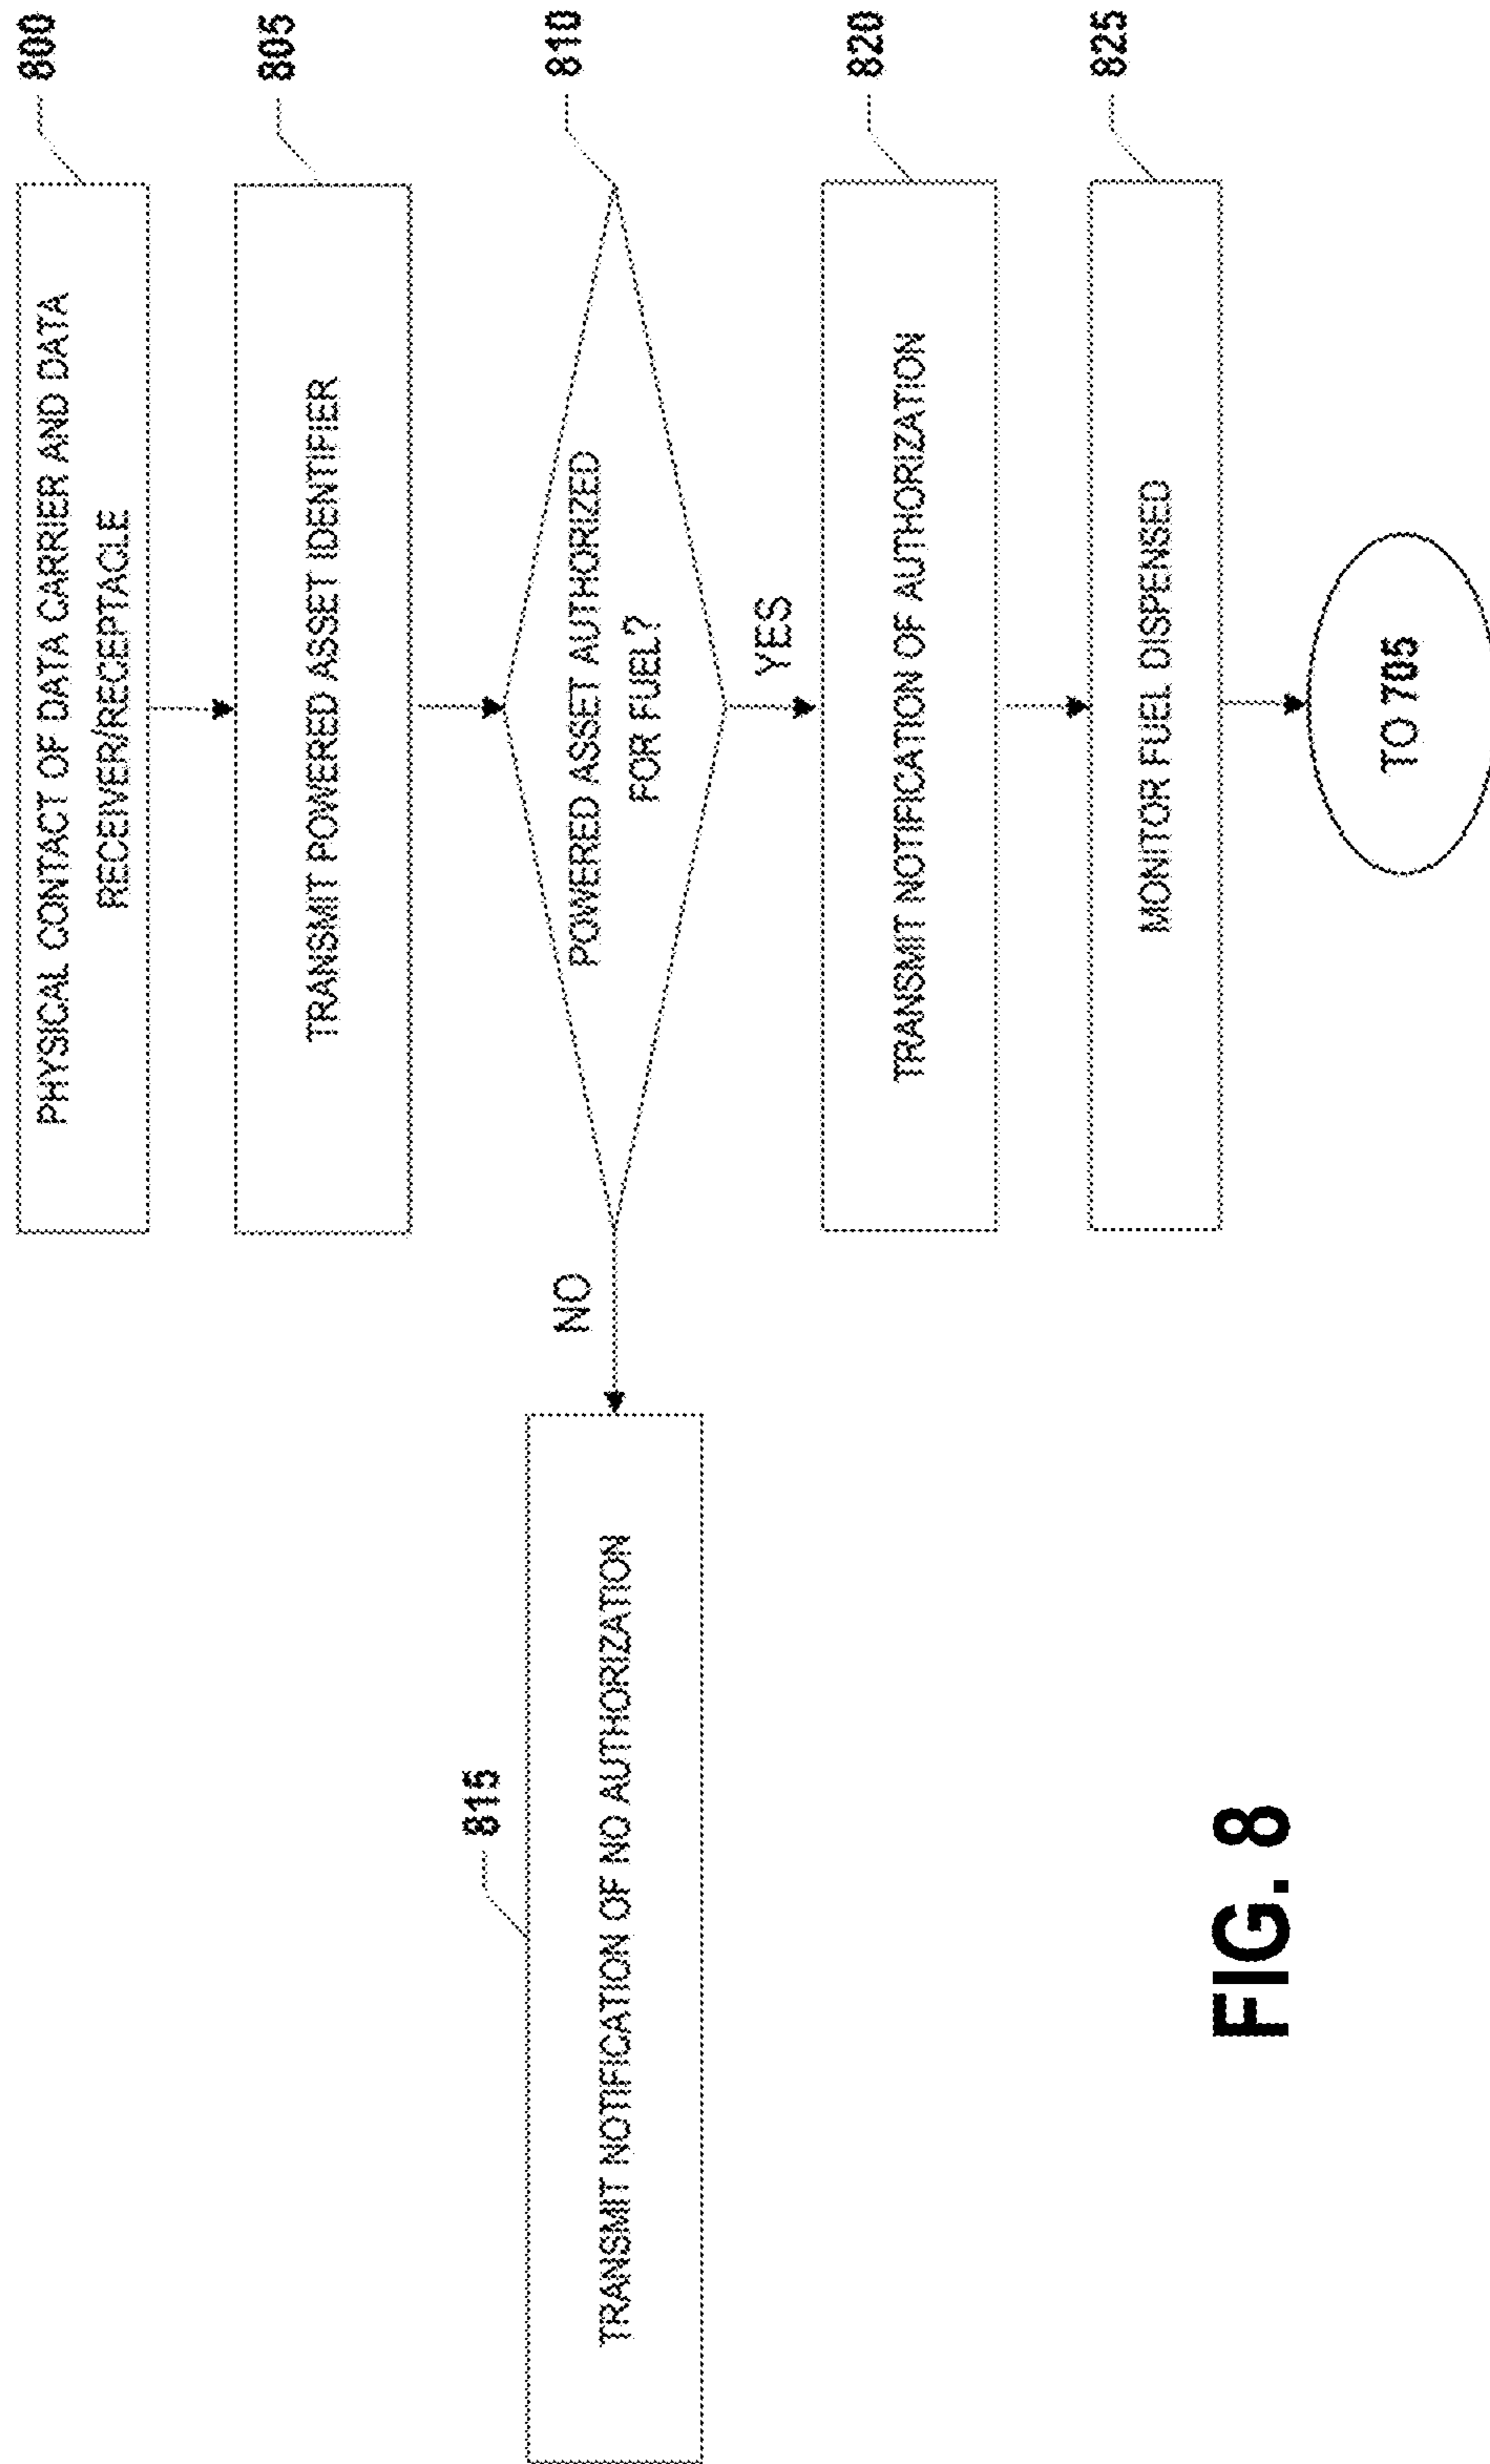 800
PHYSICAL CONTACT OF DATA CARRIER AND DATA
RECEIVER/RECEPTACLE
805
TRANSMIT POWERED ASSET IDENTIFIER
810
POWERED ASSET AUTHORIZED
FOR FUEL?
NO
815
TRANSMIT NOTIFICATION OF NO AUTHORIZATION
YES
820
TRANSMIT NOTIFICATION OF AUTHORIZATION
825
MONITOR FUEL DISPENSED
TO 705
FIG. 8